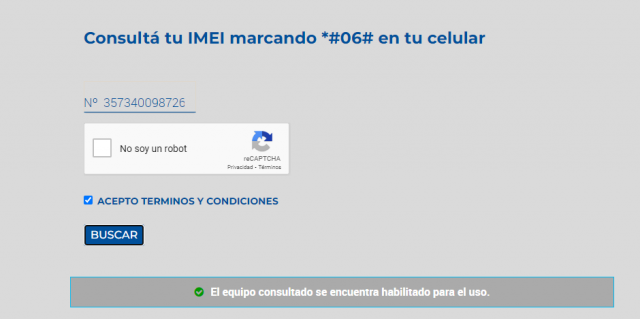 Consultá tu IMEI marcando *#06# en tu celular
Nº 357340098726
No soy un robot
reCAPTCHA
Privacidad - Términos
ACEPTO TERMINOS Y CONDICIONES
BUSCAR
El equipo consultado se encuentra habilitado para el uso.